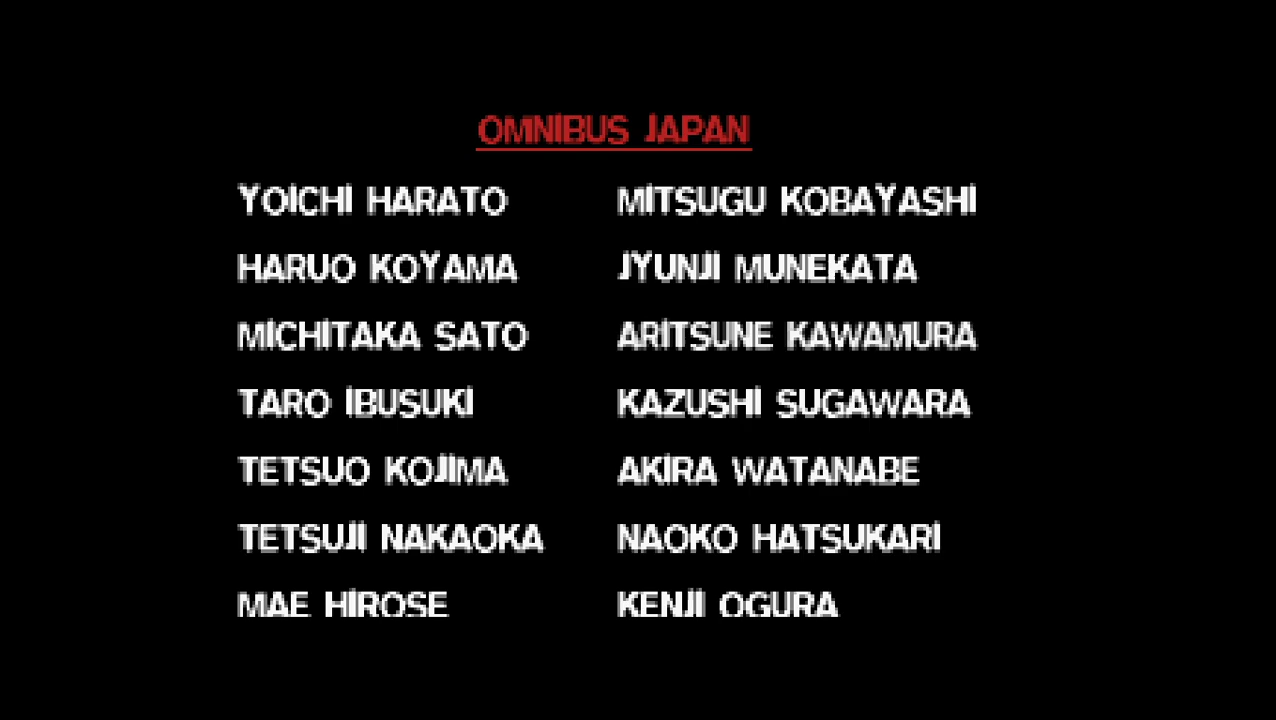 OMNIBUS JAPAN
YOICHI HARATO MITSUGU KOBAYASHI
HARUO KOYAMA JYUNJI MUNEKATA
MICHITAKA SATO ARITSUNE KAWAMURA
TARO IBUSUKI KAZUSHI SUGAWARA
TETSUO KOJIMA AKIRA WATANABE
TETSUJI NAKAOKA NAOKO HATSUKARI
MAE HIROSE KENJI OGURA